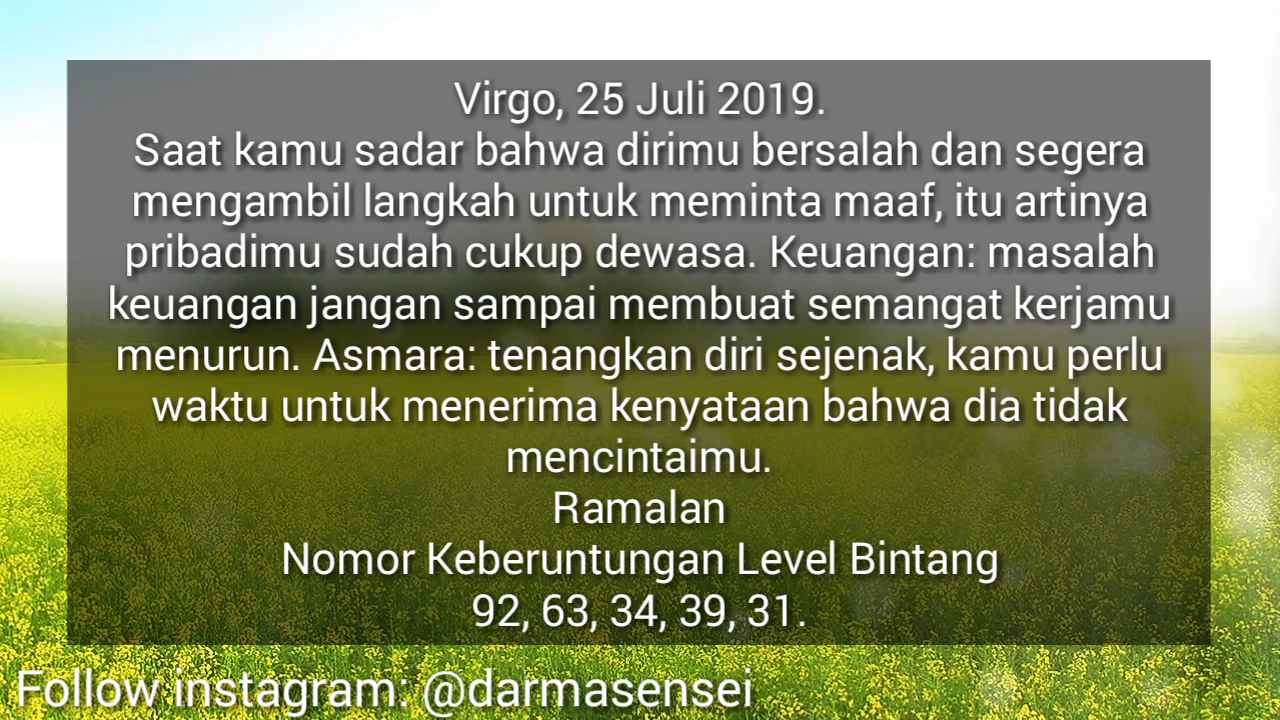 Virgo, 25 Juli 2019.
Saat kamu sadar bahwa dirimu bersalah dan segera
mengambil langkah untuk meminta maaf, itu artinya
pribadimu sudah cukup dewasa. Keuangan: masalah
keuangan jangan sampai membuat semangat kerjamu
menurun. Asmara: tenangkan diri sejenak, kamu perlu
waktu untuk menerima kenyataan bahwa dia tidak
mencintaimu.
Ramalan
Nomor Keberuntungan Level Bintang
92, 63, 34, 39, 31.
Follow instagram: @darmasensei